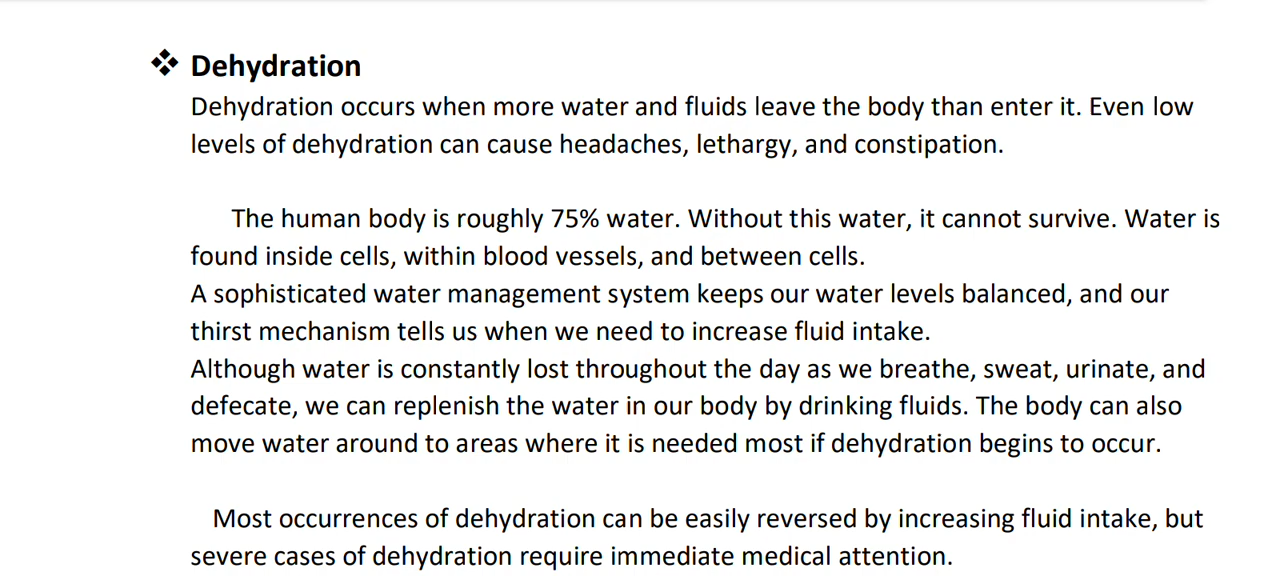 ❖ Dehydration
Dehydration occurs when more water and fluids leave the body than enter it. Even low
levels of dehydration can cause headaches, lethargy, and constipation.
The human body is roughly 75% water. Without this water, it cannot survive. Water is
found inside cells, within blood vessels, and between cells.
A sophisticated water management system keeps our water levels balanced, and our
thirst mechanism tells us when we need to increase fluid intake.
Although water is constantly lost throughout the day as we breathe, sweat, urinate, and
defecate, we can replenish the water in our body by drinking fluids. The body can also
move water around to areas where it is needed most if dehydration begins to occur.
Most occurrences of dehydration can be easily reversed by increasing fluid intake, but
severe cases of dehydration require immediate medical attention.